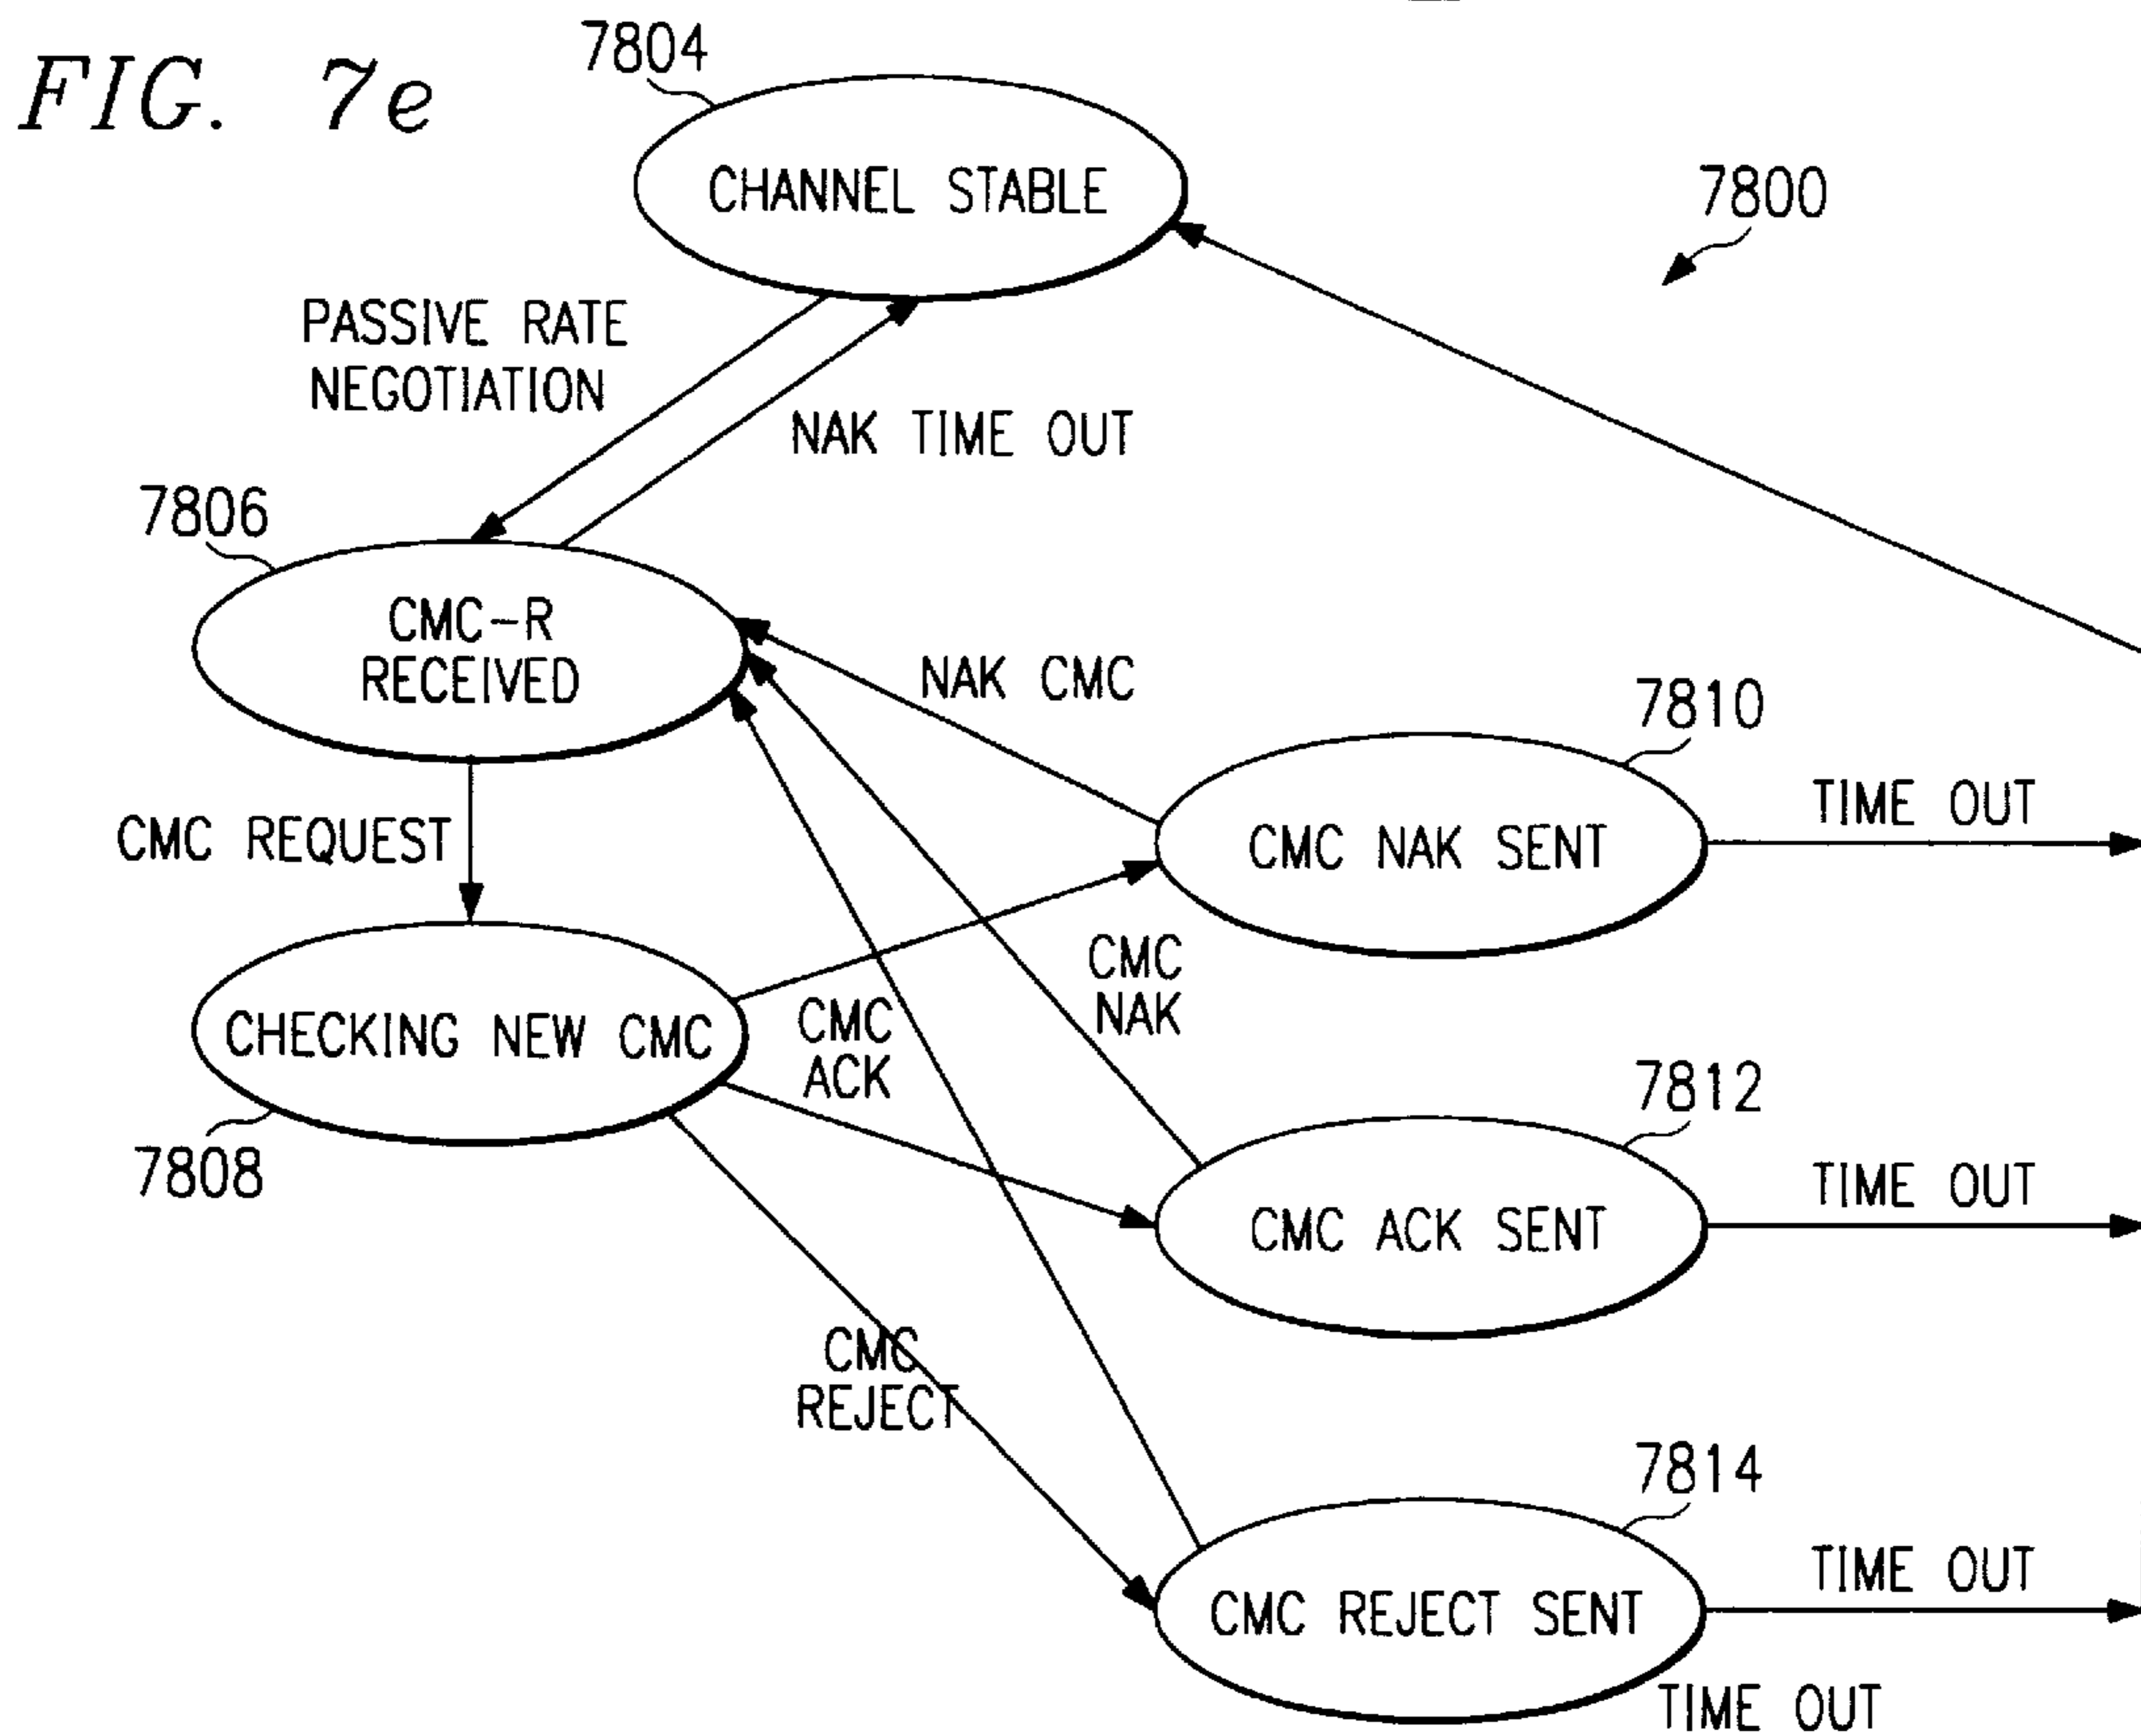 FIG. 7e
7804
CHANNEL STABLE
7800
PASSIVE RATE
NEGOTIATION
NAK TIME OUT
7806
CMC-R
RECEIVED
NAK CMC
7810
TIME OUT
CMC REQUEST
CMC NAK SENT
CMC
NAK
CHECKING NEW CMC
CMC
ACK
7812
7808
TIME OUT
CMC ACK SENT
CMC
REJECT
7814
TIME OUT
CMC REJECT SENT
TIME OUT